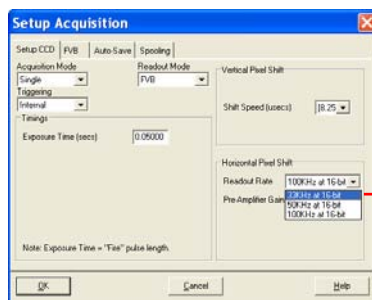 Setup Acquisition
Setup CCD FVB Auto-Save Spooling
Acquisition Mode Readout Mode
Single FVB
Triggering
Internal
Timings
Exposure Time (secs) 0.05000
Note: Exposure Time = "Fire" pulse length.
Vertical Pixel Shift
Shift Speed (usecs) [8.25
Horizontal Pixel Shift
Readout Rate 100KHz at 16-bit
33KHz at 16-bit
50KHz at 16-bit
100KHz at 16-bit
Pre-Amplifier Gain
OK Cancel Help